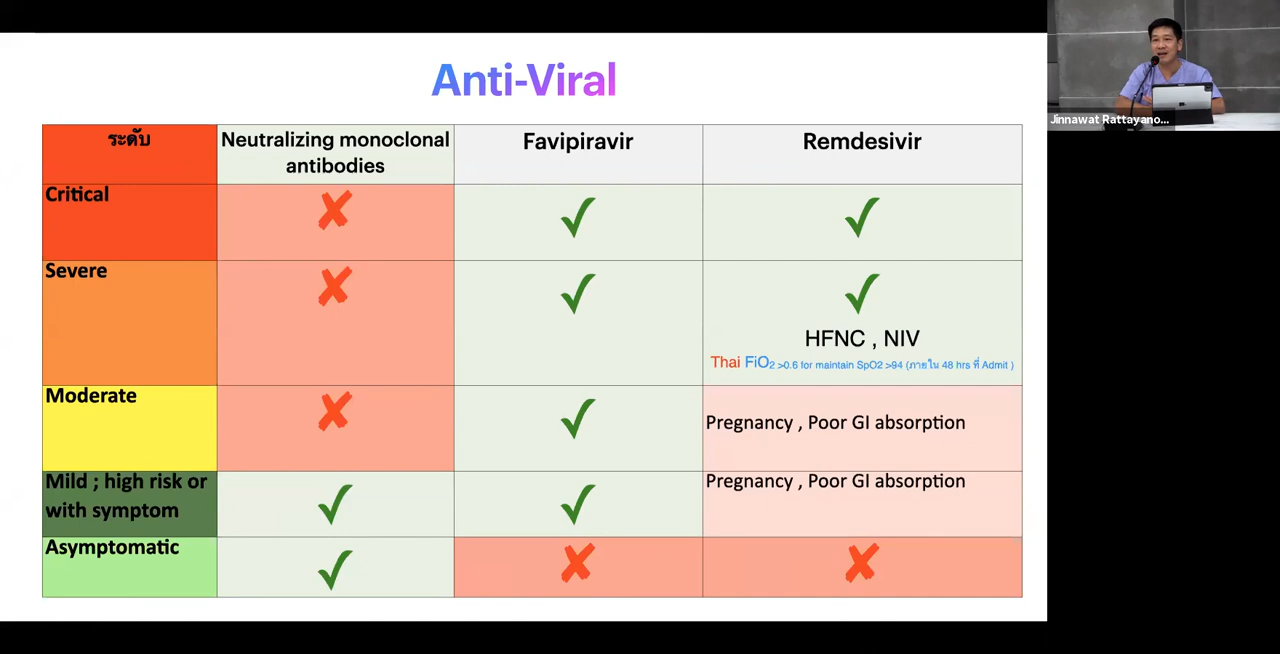 Anti-Viral
ระดับ
Neutralizing monoclonal
antibodies
Favipiravir
Remdesivir
Critical
Severe
HFNC , NIV
Thai FiO2 >0.6 for maintain SpO2 >94 (ภายใน 48 hrs ที่ Admit )
Moderate
Pregnancy , Poor GI absorption
Mild ; high risk or
with symptom
Pregnancy , Poor GI absorption
Asymptomatic
Jinnawat Rattayano...